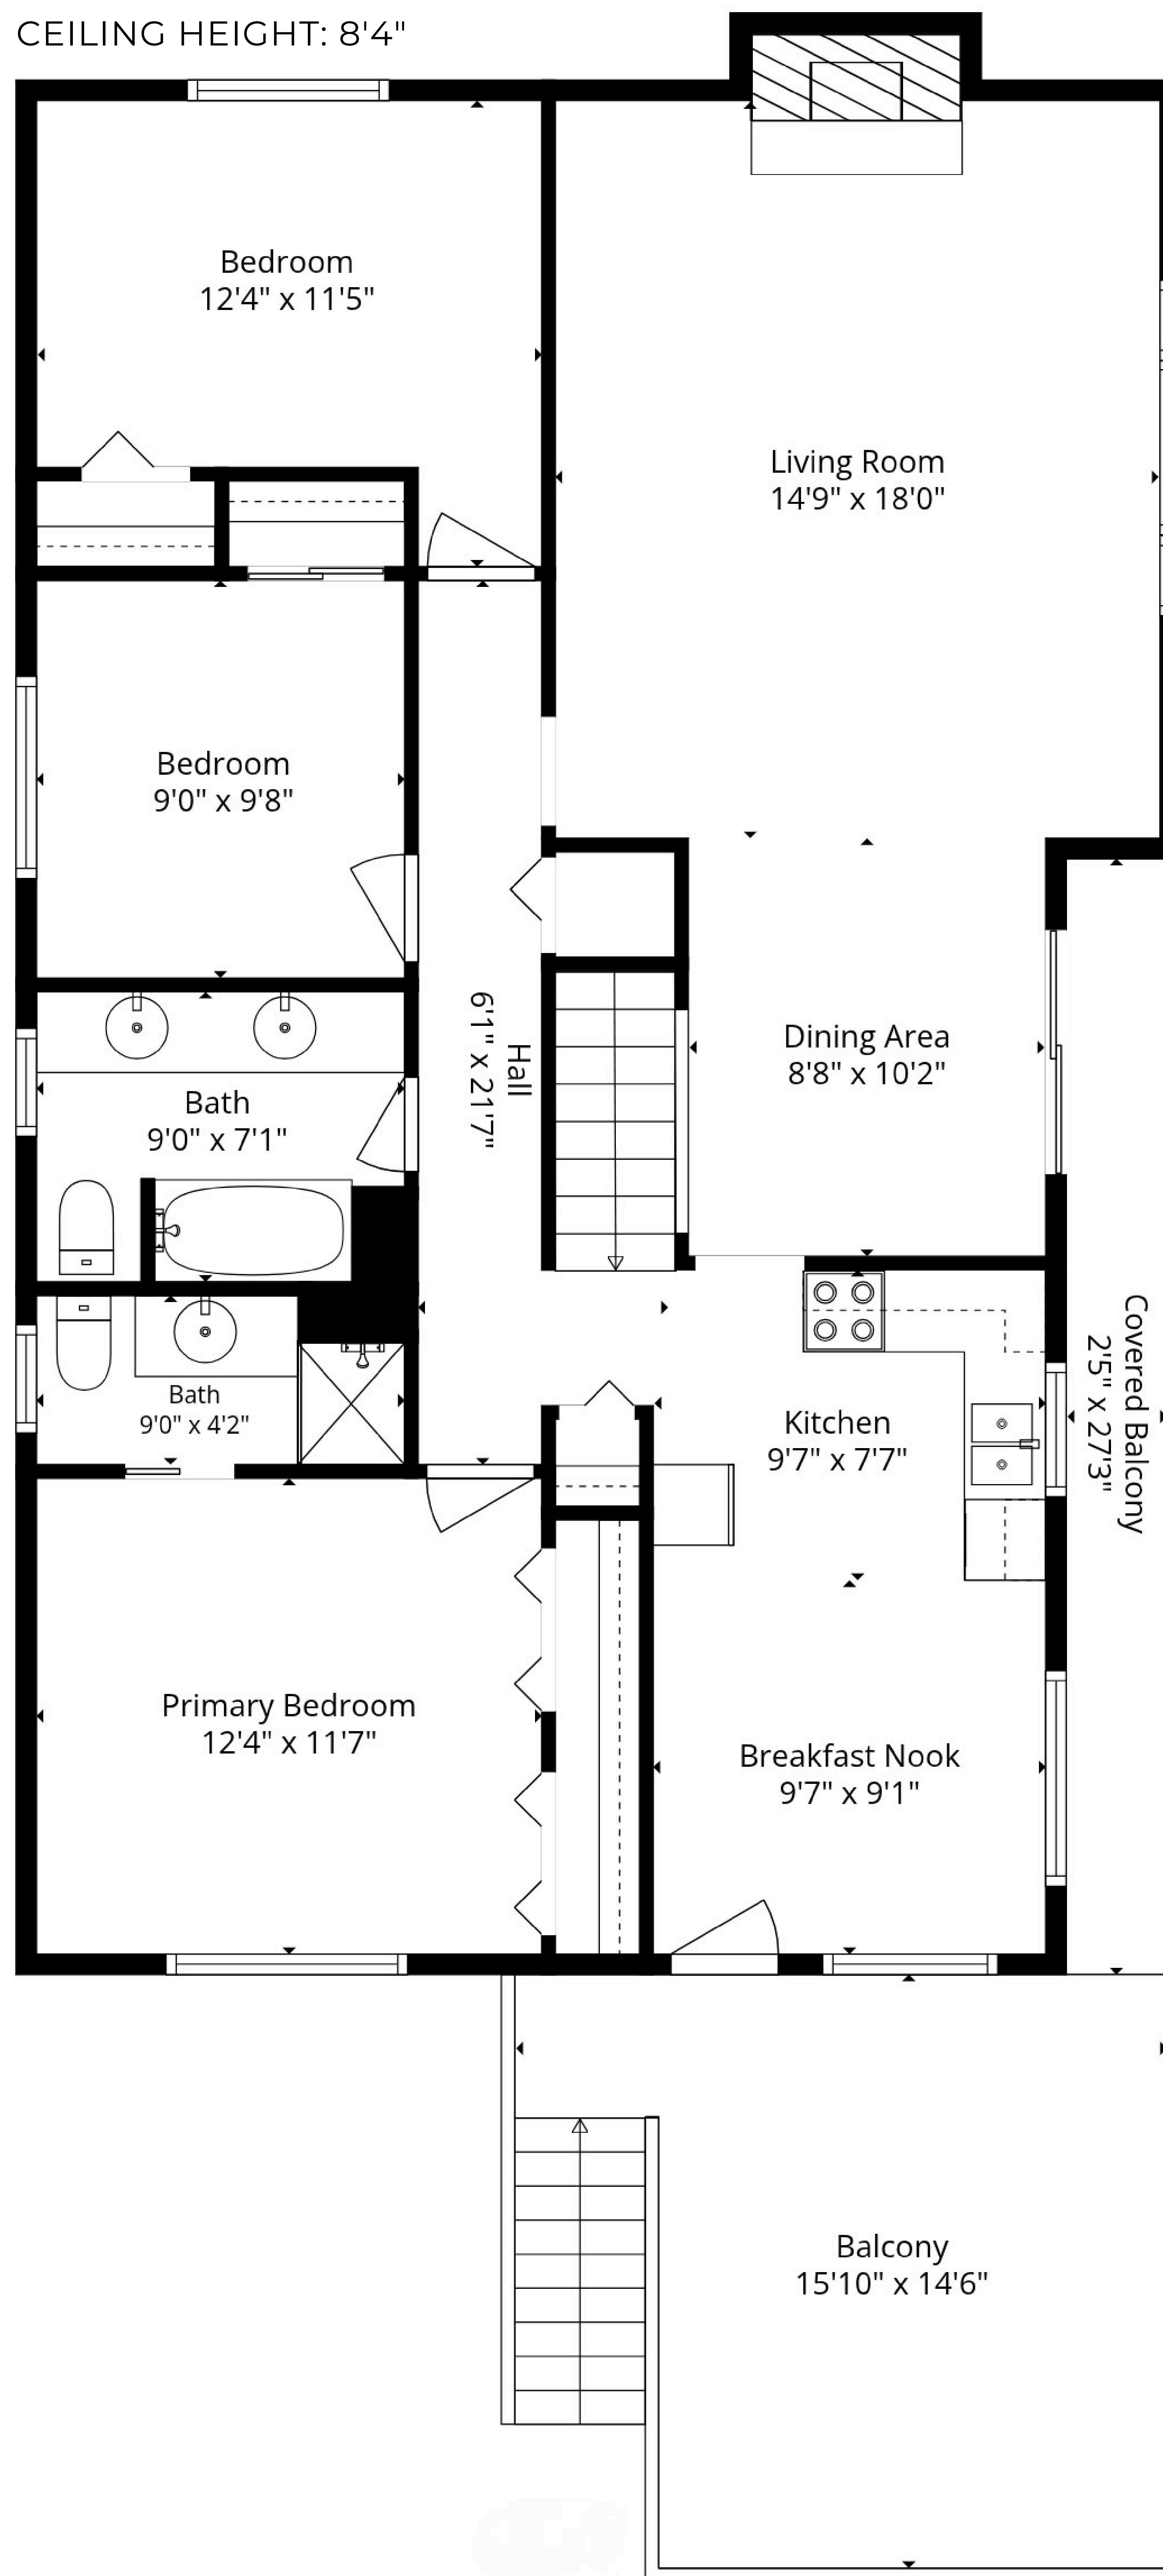 CEILING HEIGHT: 8'4"
Bedroom
12'4" x 11'5"
Living Room
14'9" x 18'0"
Bedroom
9'0" x 9'8"
Hall
6'1" x 21'7"
Dining Area
8'8" x 10'2"
Bath
9'0" x 7'1"
Bath
9'0" x 4'2"
Kitchen
9'7" x 7'7"
Covered Balcony
2'5" x 27'3"
Primary Bedroom
12'4" x 11'7"
Breakfast Nook
9'7" x 9'1"
Balcony
15'10" x 14'6"